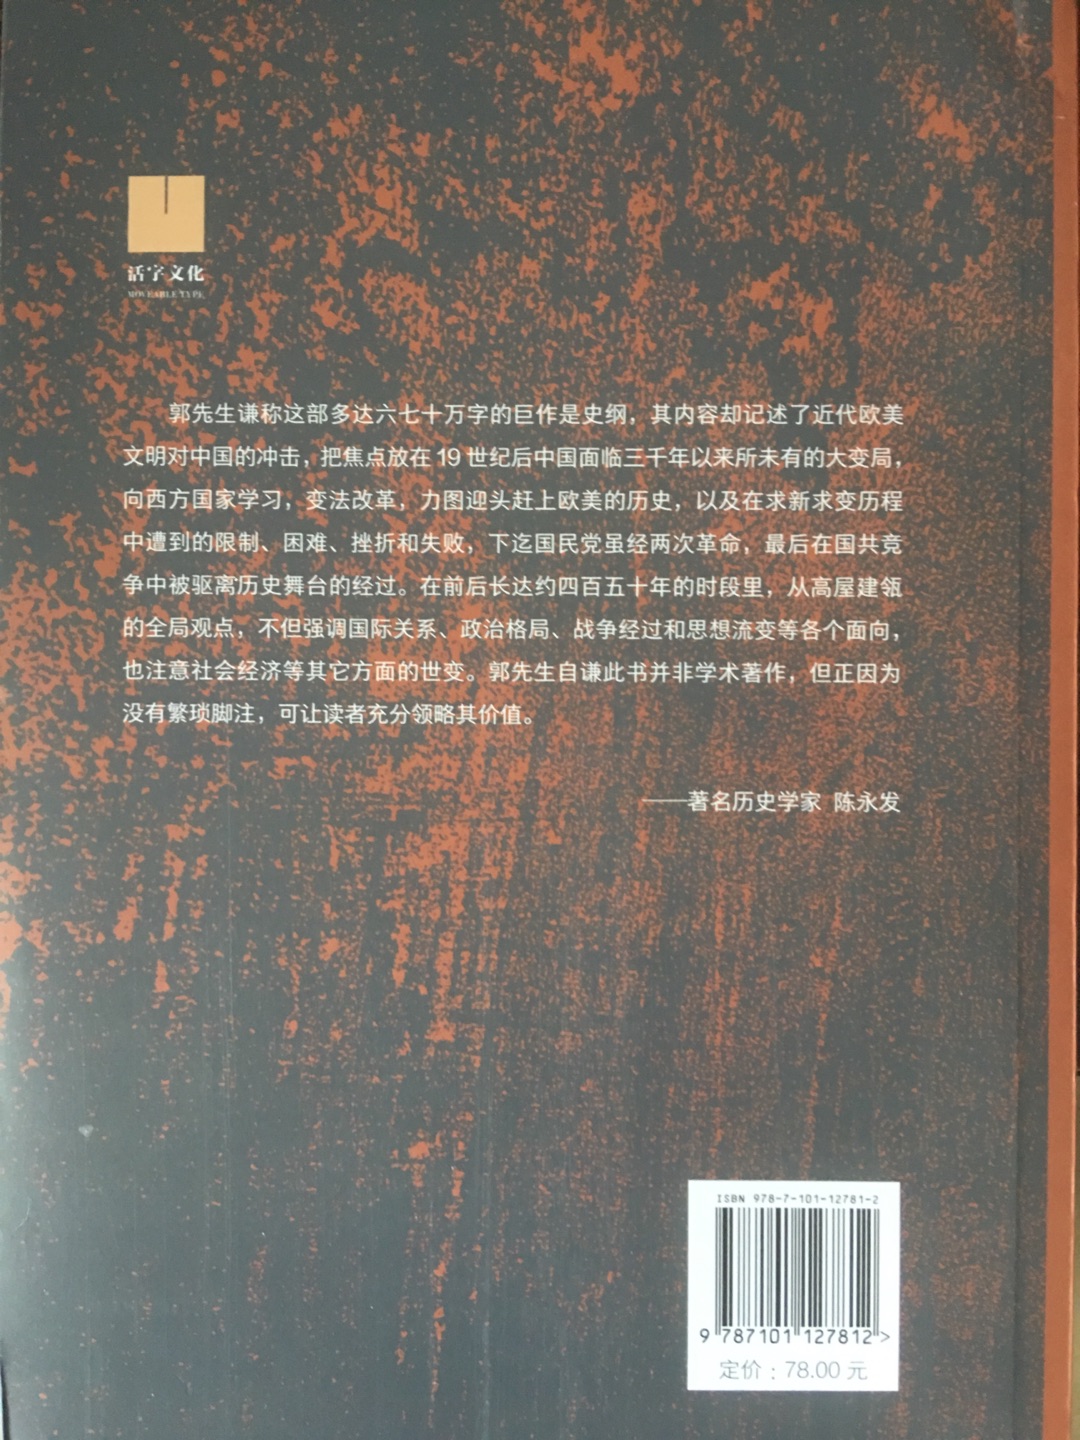 活字文化
MOVEABLE TYPE
郭先生谦称这部多达六七十万字的巨作是史纲，其内容却记述了近代欧美
文明对中国的冲击，把焦点放在19世纪后中国面临三千年以来所未有的大变局，
向西方国家学习，变法改革，力图迎头赶上欧美的历史，以及在求新求变历程
中遭到的限制、困难、挫折和失败，下迄国民党虽经两次革命，最后在国共竞
争中被驱离历史舞台的经过。在前后长达约四百五十年的时段里，从高屋建瓴
的全局观点，不但强调国际关系、政治格局、战争经过和思想流变等各个面向，
也注意社会经济等其它方面的世变。郭先生自谦此书并非学术著作，但正因为
没有繁琐脚注，可让读者充分领略其价值。
——著名历史学家 陈永发
ISBN 978-7-101-12781-2
9 787101 127812>
定价：78.00 元